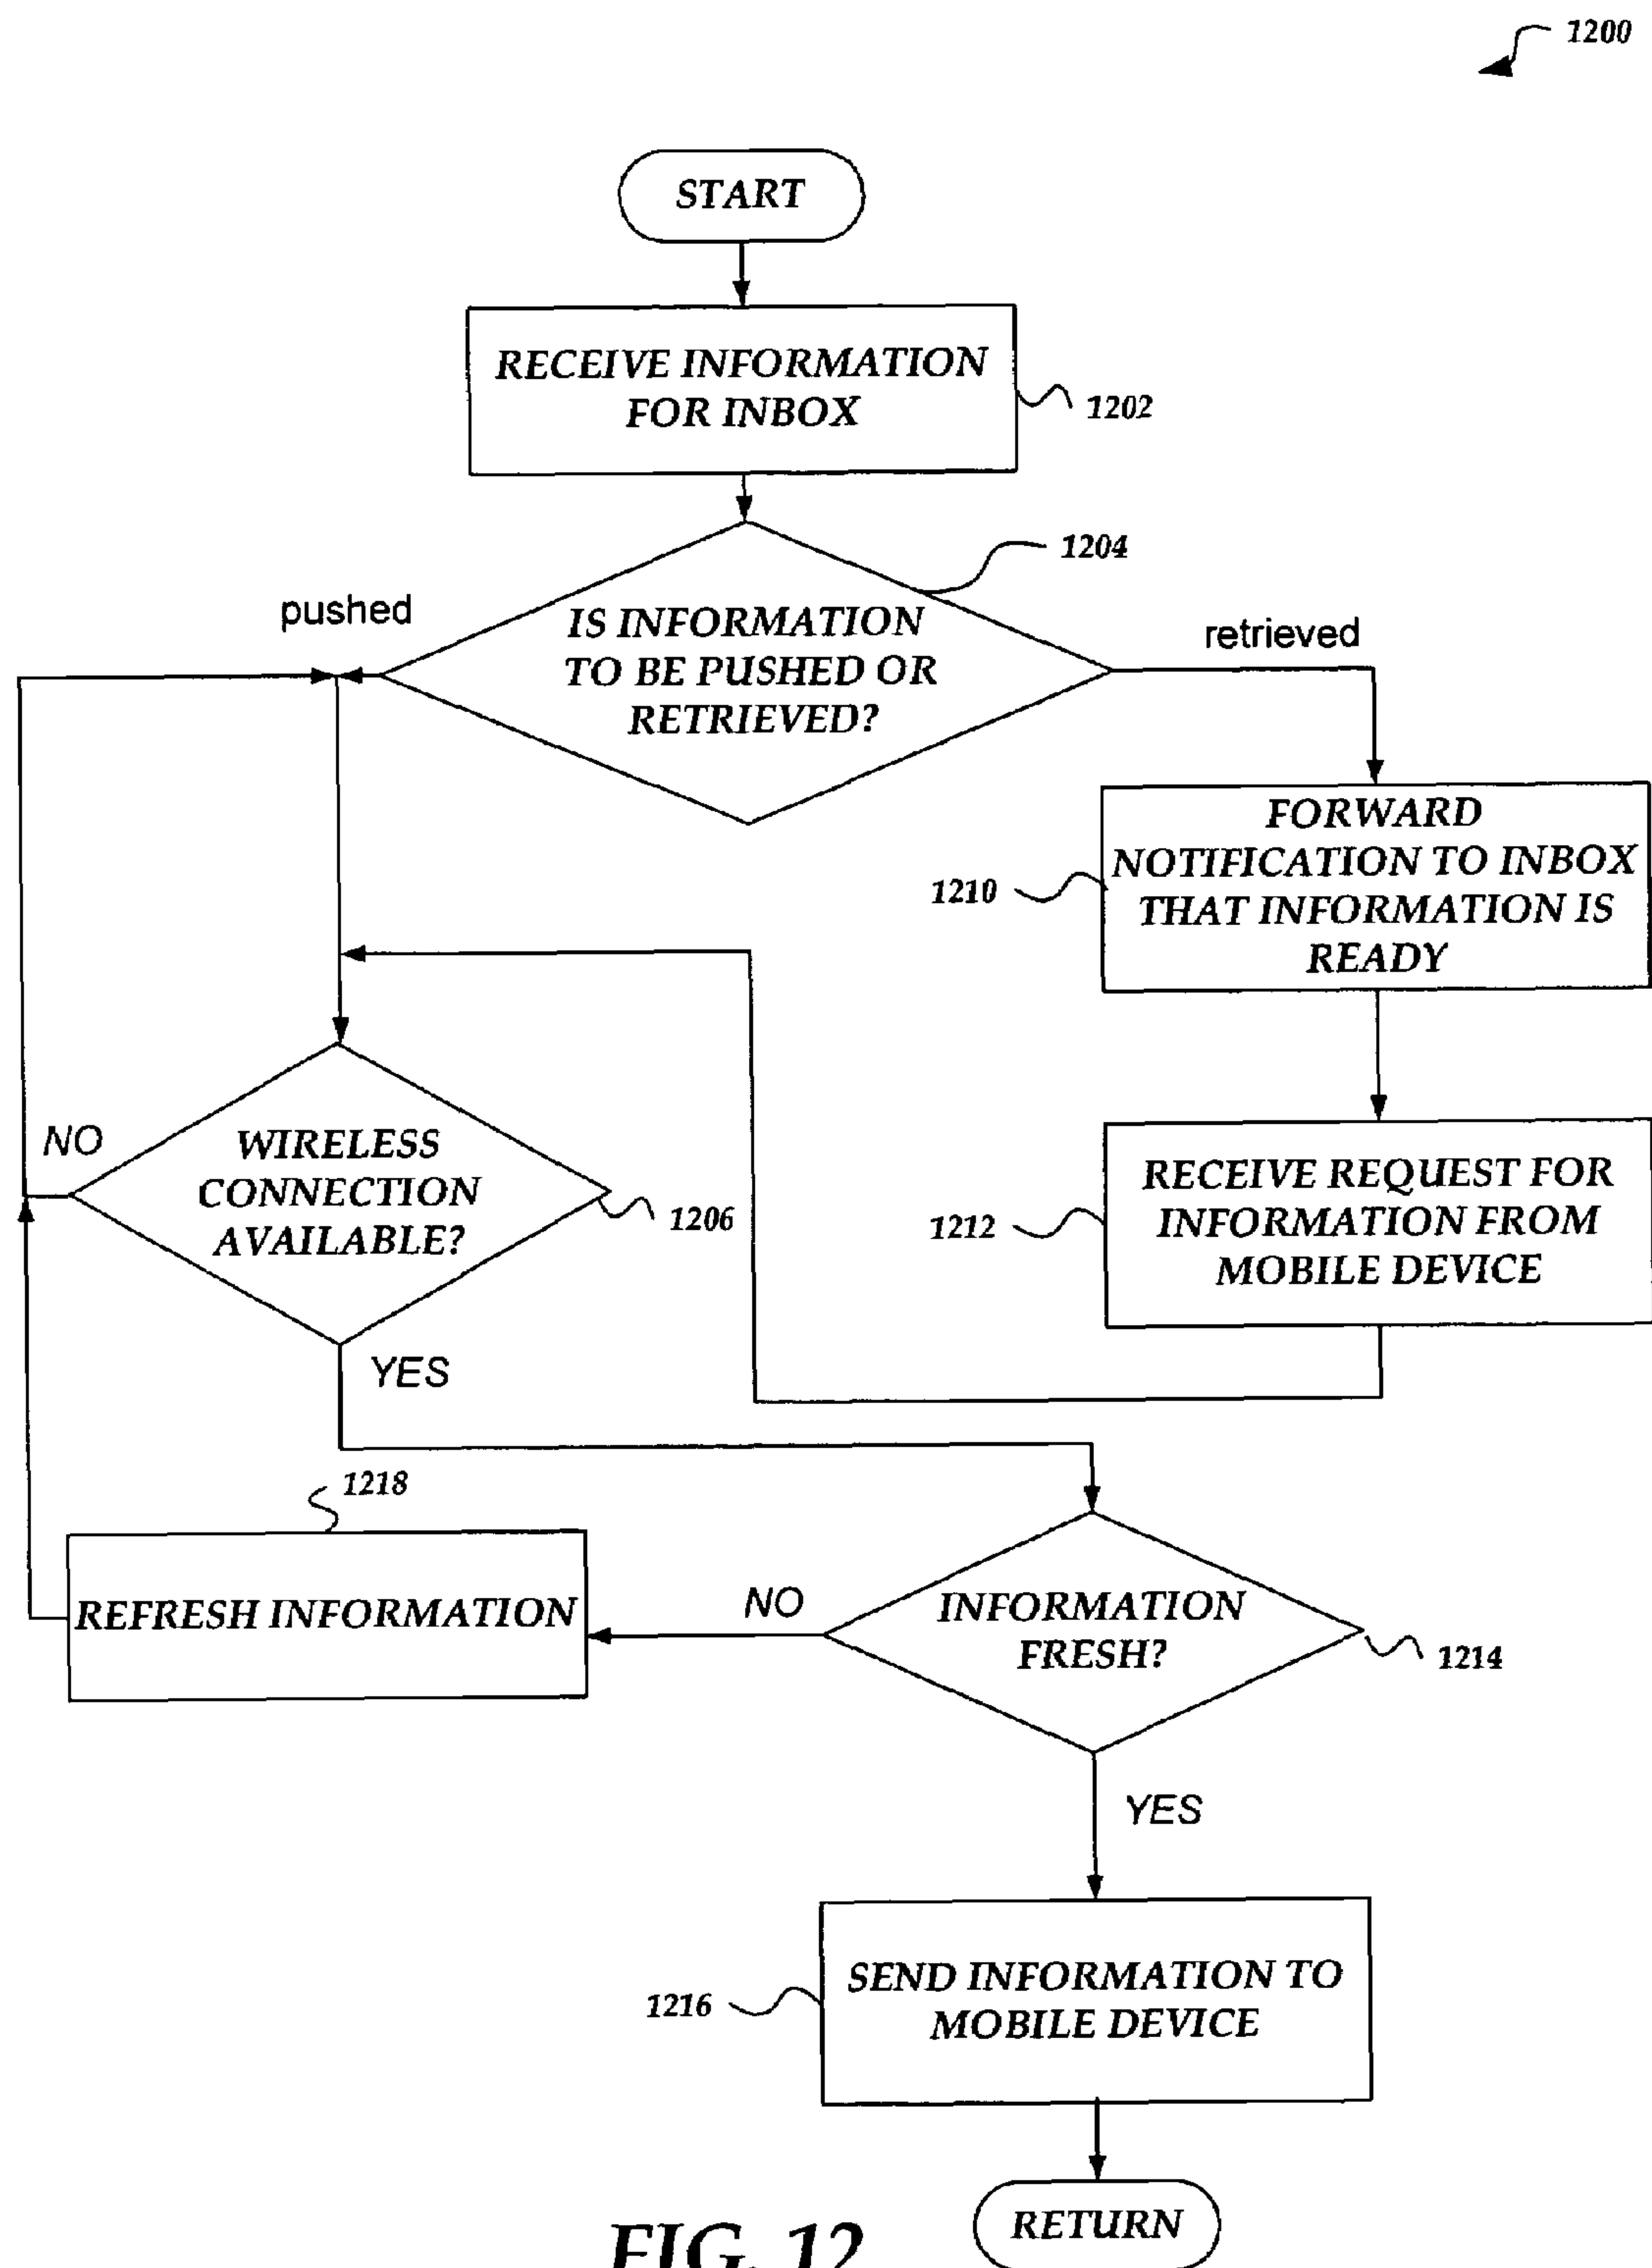 1200
START
RECEIVE INFORMATION
FOR INBOX
1202
1204
pushed
IS INFORMATION
TO BE PUSHED OR
RETRIEVED?
retrieved
FORWARD
NOTIFICATION TO INBOX
THAT INFORMATION IS
READY
1210
NO
WIRELESS
CONNECTION
AVAILABLE?
1206
RECEIVE REQUEST FOR
INFORMATION FROM
MOBILE DEVICE
1212
YES
1218
REFRESH INFORMATION
NO
INFORMATION
FRESH?
1214
YES
SEND INFORMATION TO
MOBILE DEVICE
1216
RETURN
FIG. 12